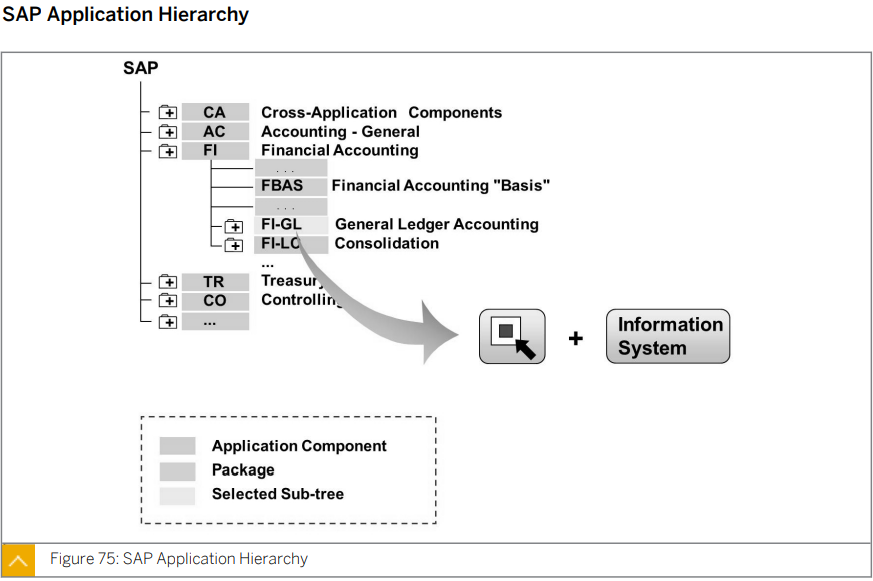 SAP Application Hierarchy
SAP
CA Cross-Application Components
AC Accounting - General
FI Financial Accounting
...
FBAS Financial Accounting "Basis"
...
FI-GL General Ledger Accounting
FI-LC Consolidation
...
TR Treasury
CO Controlling
...
+
Information
System
Application Component
Package
Selected Sub-tree
Figure 75: SAP Application Hierarchy